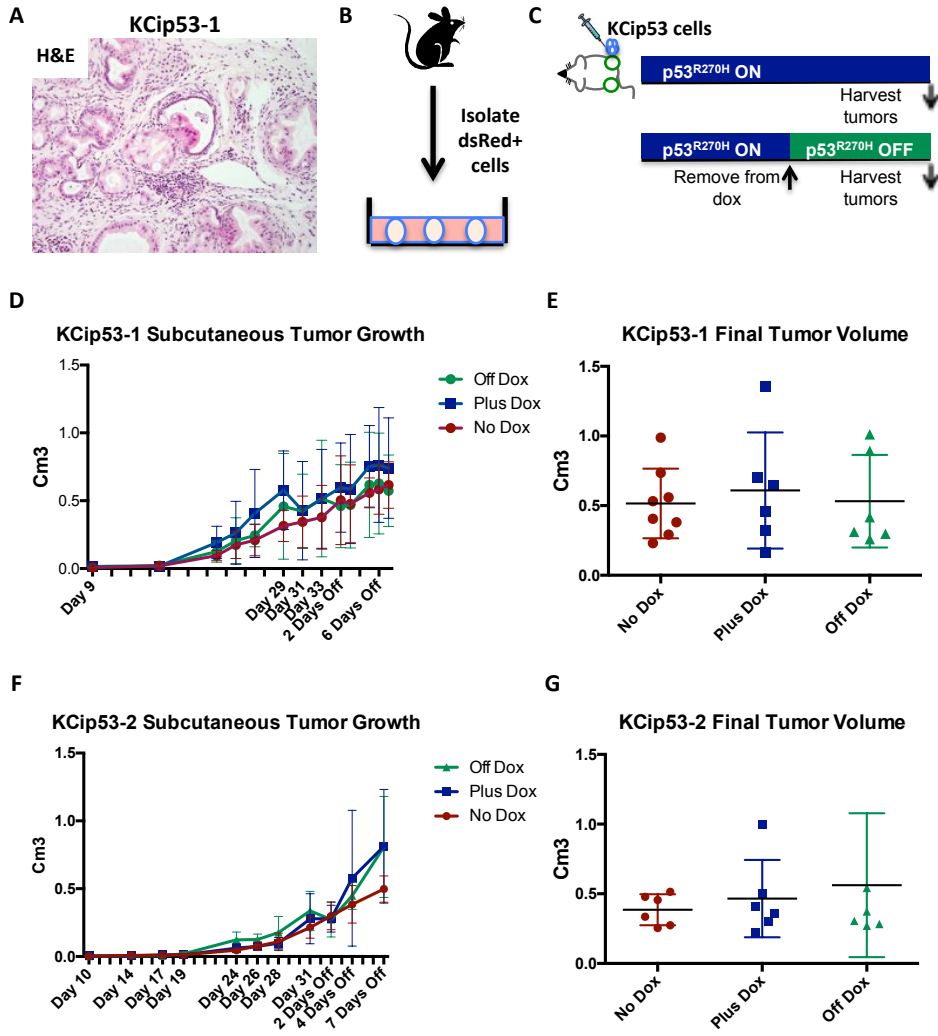 A
KCip53-1
H&E
B
Isolate
dsRed+
cells
C
KCip53 cells
p53R270H ON
Harvest
tumors
p53R270H ON
p53R270H OFF
Remove from
dox
Harvest
tumors
D
KCip53-1 Subcutaneous Tumor Growth
Cm3
1.5
1.0
0.5
0.0
Day 9
Day 29
Day 31
Day 33
2 Days Off
6 Days Off
Off Dox
Plus Dox
No Dox
E
KCip53-1 Final Tumor Volume
Cm3
1.5
1.0
0.5
0.0
No Dox
Plus Dox
Off Dox
F
KCip53-2 Subcutaneous Tumor Growth
Cm3
1.5
1.0
0.5
0.0
Day 10
Day 14
Day 17
Day 19
Day 24
Day 26
Day 28
Day 31
2 Days Off
4 Days Off
7 Days Off
Off Dox
Plus Dox
No Dox
G
KCip53-2 Final Tumor Volume
Cm3
1.5
1.0
0.5
0.0
No Dox
Plus Dox
Off Dox